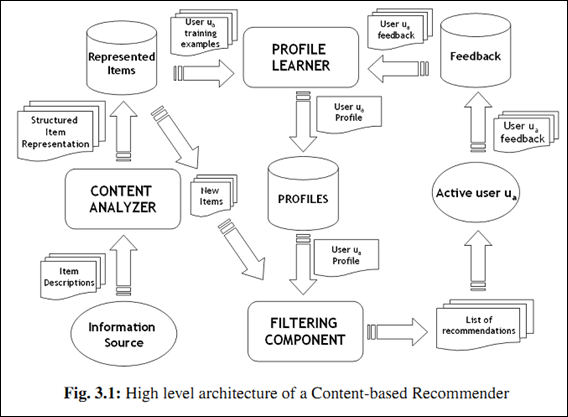 Represented
Items
User uₐ
training
examples
PROFILE
LEARNER
User uₐ
feedback
Feedback
Structured
Item
Representation
User uₐ
Profile
User uₐ
feedback
CONTENT
ANALYZER
New
Items
PROFILES
Active user uₐ
Item
Descriptions
User uₐ
Profile
Information
Source
FILTERING
COMPONENT
List of
recommendations
Fig. 3.1: High level architecture of a Content-based Recommender